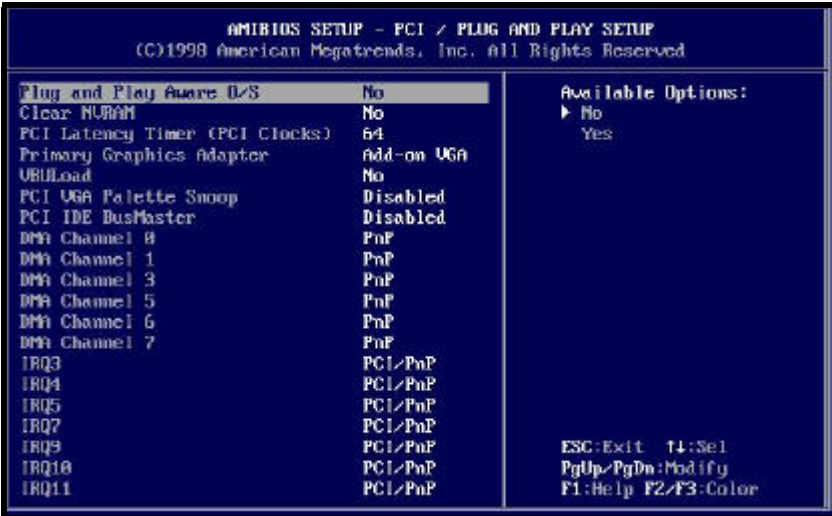 AMIBIOS SETUP - PCI / PLUG AND PLAY SETUP
(C)1998 American Megatrends, Inc. All Rights Reserved
Plug and Play Aware O/S No
Clear NVRAM No
PCI Latency Timer (PCI Clocks) 64
Primary Graphics Adapter Add-on VGA
VBULoad No
PCI VGA Palette Snoop Disabled
PCI IDE BusMaster Disabled
DMA Channel 0 PnP
DMA Channel 1 PnP
DMA Channel 3 PnP
DMA Channel 5 PnP
DMA Channel 6 PnP
DMA Channel 7 PnP
IRQ3 PCI/PnP
IRQ4 PCI/PnP
IRQ5 PCI/PnP
IRQ7 PCI/PnP
IRQ9 PCI/PnP
IRQ10 PCI/PnP
IRQ11 PCI/PnP
Available Options:
▶ No
Yes
ESC:Exit ↑↓:Sel
PgUp/PgDn:Modify
F1:Help F2/F3:Color